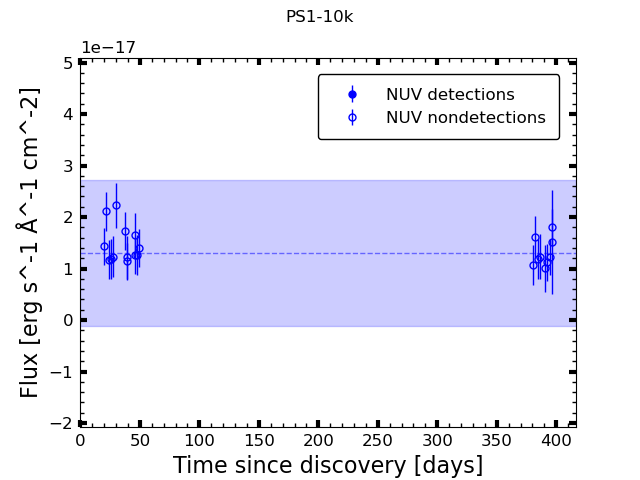 PS1-10k
1e−17
5
4
3
2
1
0
−1
−2
Flux [erg s^-1 Å^-1 cm^-2]
NUV detections
NUV nondetections
0 50 100 150 200 250 300 350 400
Time since discovery [days]